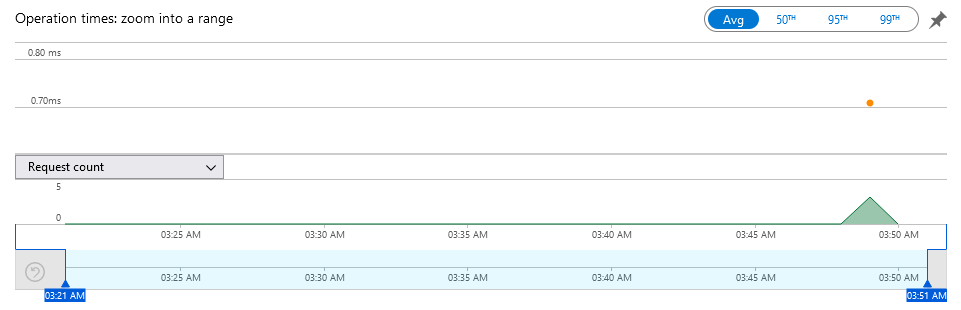 Operation times: zoom into a range
Avg 50TH 95TH 99TH
0.80 ms
0.70ms
Request count
5
0
03:25 AM 03:30 AM 03:35 AM 03:40 AM 03:45 AM 03:50 AM
03:25 AM 03:30 AM 03:35 AM 03:40 AM 03:45 AM 03:50 AM
03:21 AM 03:51 AM